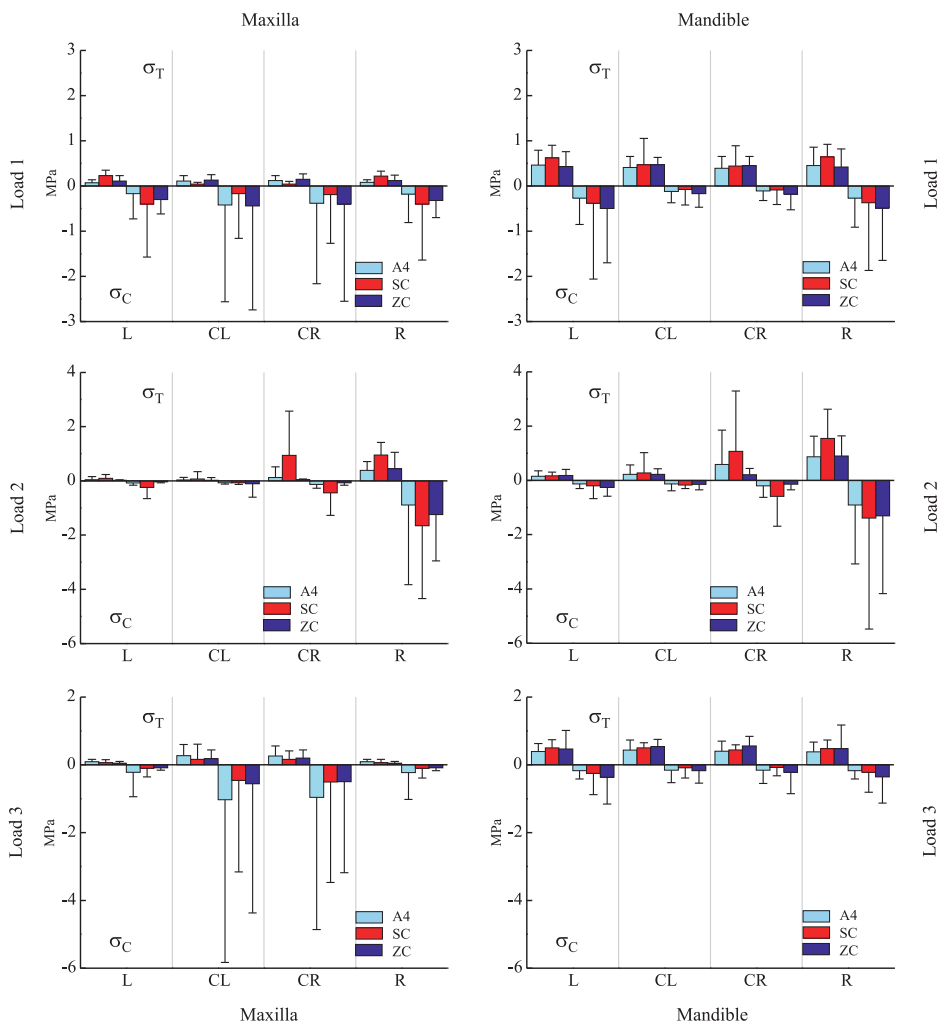 Maxilla
Mandible
Load 1
MPa
3
2
1
0
-1
-2
-3
σT
σC
A4
SC
ZC
L
CL
CR
R
MPa
3
2
1
0
-1
-2
-3
σT
σC
A4
SC
ZC
L
CL
CR
R
Load 1
Load 2
MPa
4
2
0
-2
-4
-6
σT
σC
A4
SC
ZC
L
CL
CR
R
MPa
4
2
0
-2
-4
-6
σT
σC
A4
SC
ZC
L
CL
CR
R
Load 2
Load 3
MPa
2
0
-2
-4
-6
σT
σC
A4
SC
ZC
L
CL
CR
R
MPa
2
0
-2
-4
-6
σT
σC
A4
SC
ZC
L
CL
CR
R
Load 3
Maxilla
Mandible